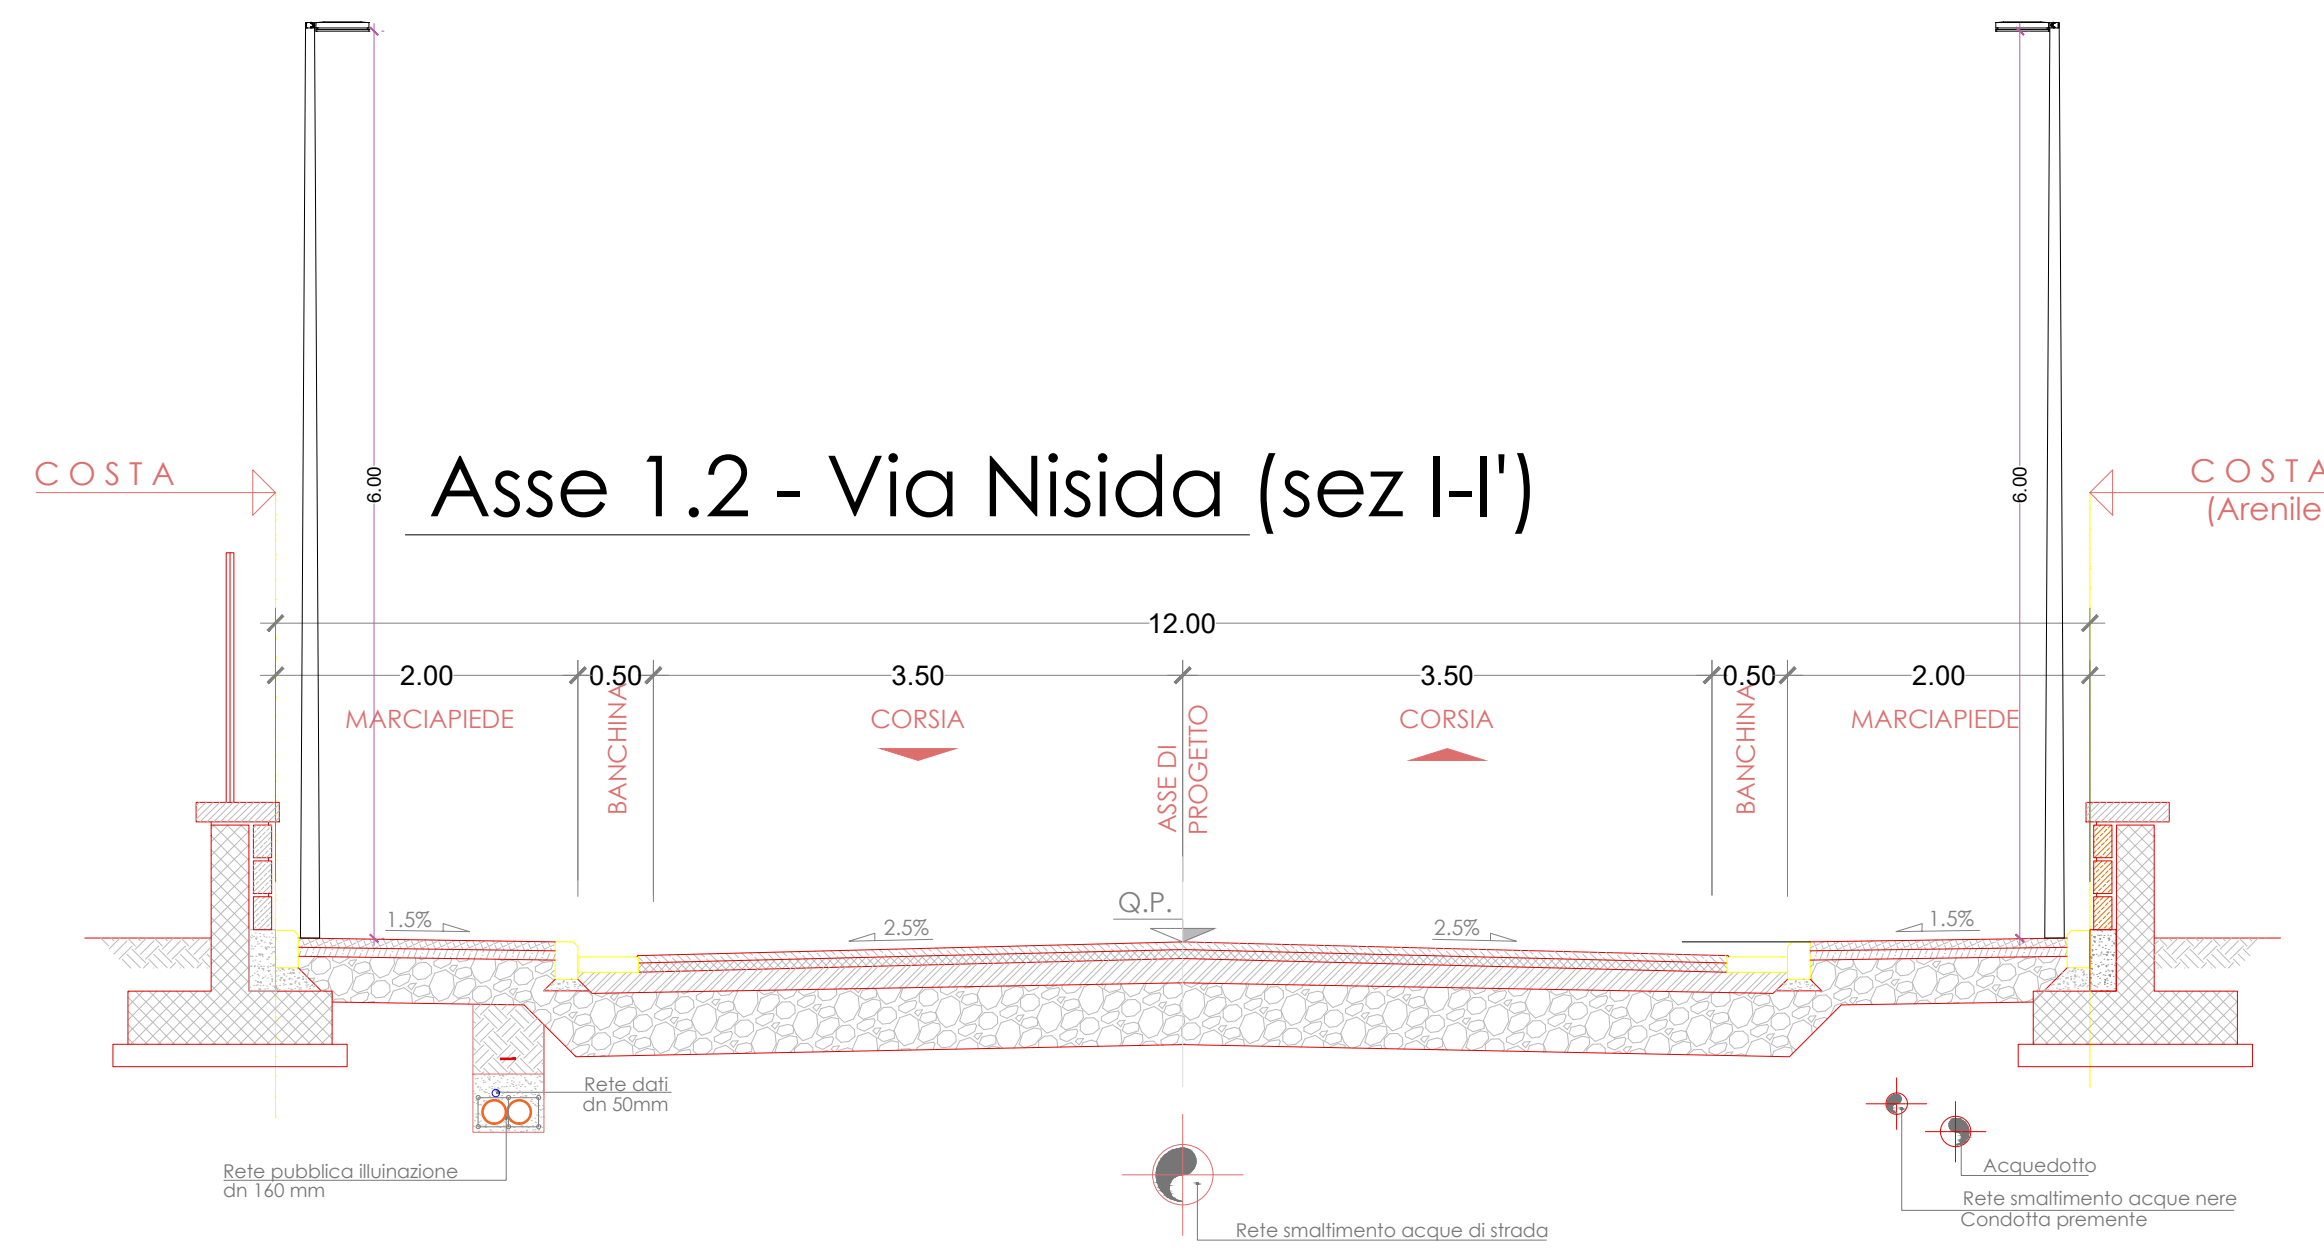 6.00
6.00
COSTA
Asse 1.2 - Via Nisida (sez I-I')
COSTA
(Arenile
12.00
2.00
0.50
3.50
3.50
0.50
2.00
MARCIAPIEDE
BANCHINA
CORSIA
ASSE DI
PROGETTO
CORSIA
BANCHINA
MARCIAPIEDE
Q.P.
1.5%
2.5%
2.5%
1.5%
Rete dati
dn 50mm
Rete pubblica illuinazione
dn 160 mm
Acquedotto
Rete smaltimento acque nere
Condotta premente
Rete smaltimento acque di strada